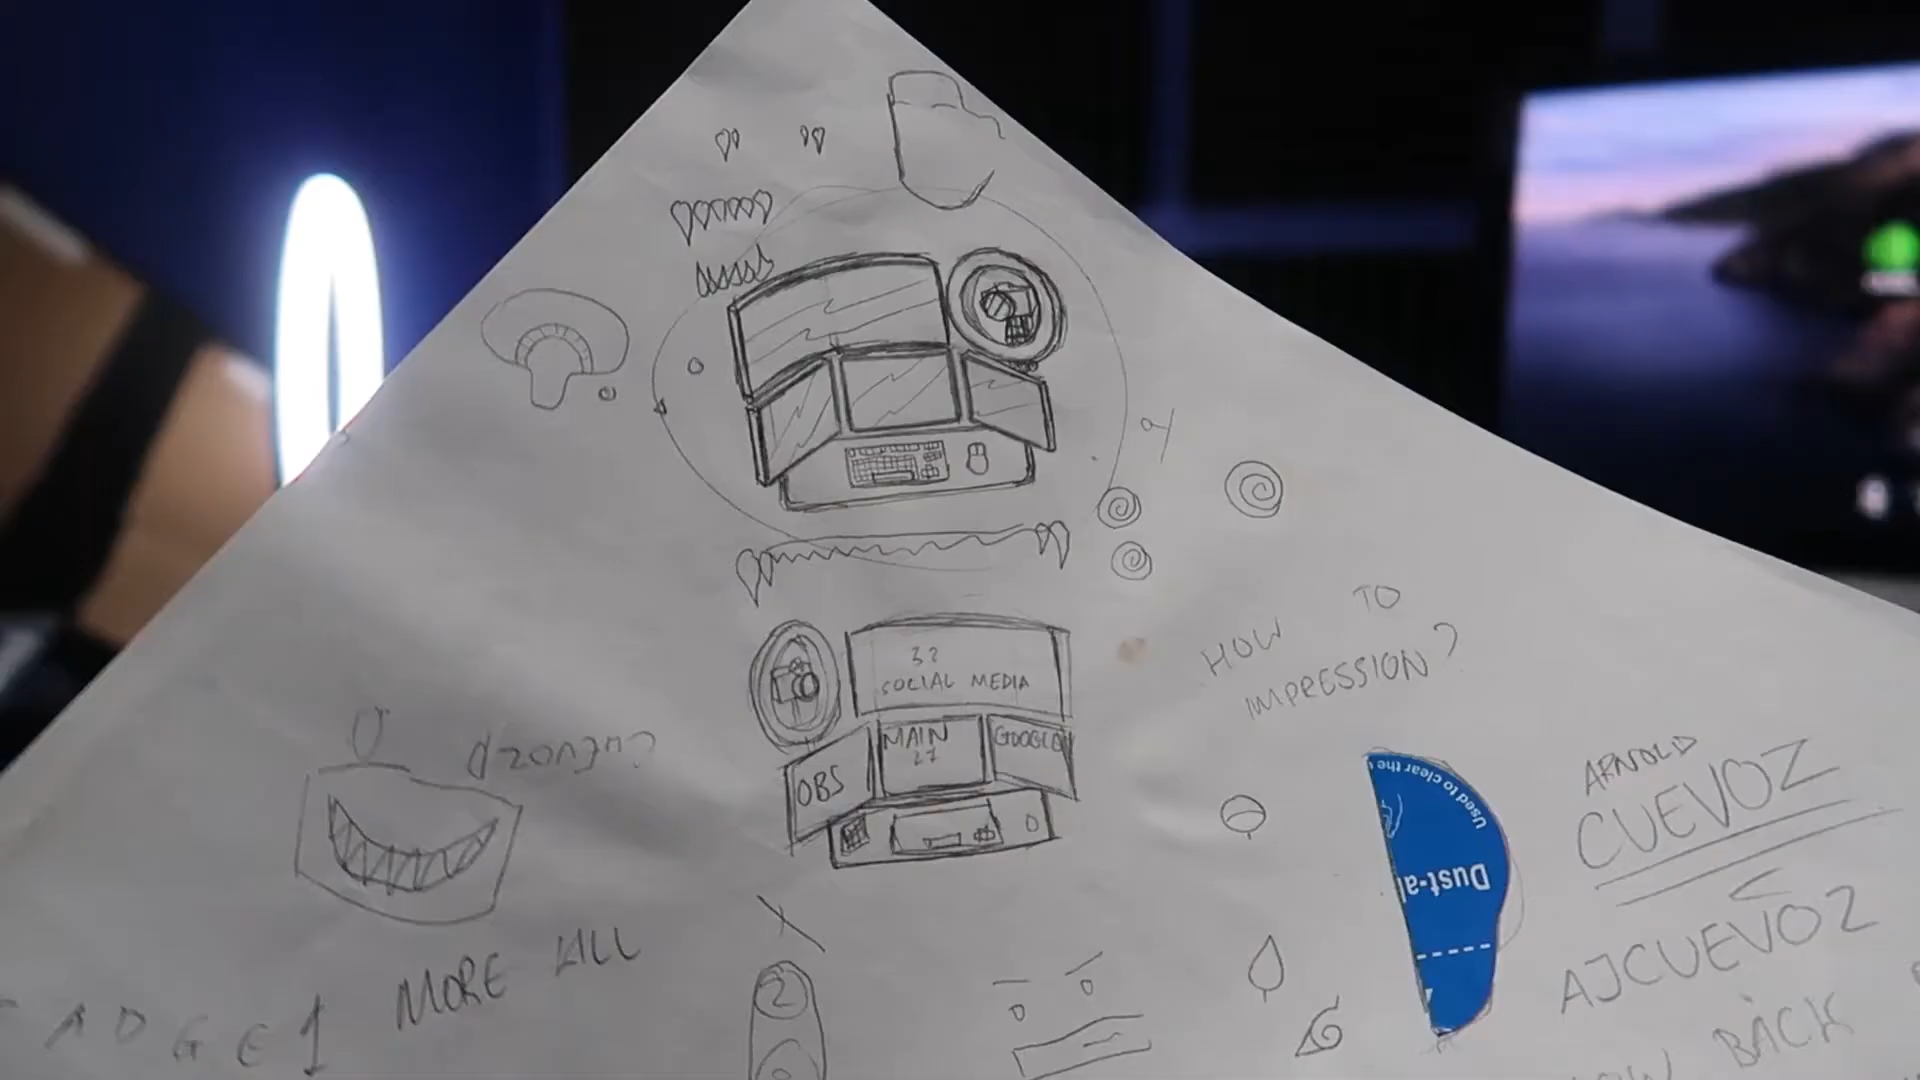 HOW TO
IMPRESSION?
32
SOCIAL MEDIA
MAIN
27
GOOGLE
OBS
ARNOLD
CUEVOZ
Used to clear the
Dust-a
AJCUEVOZ
MORE KILL
BACK
2